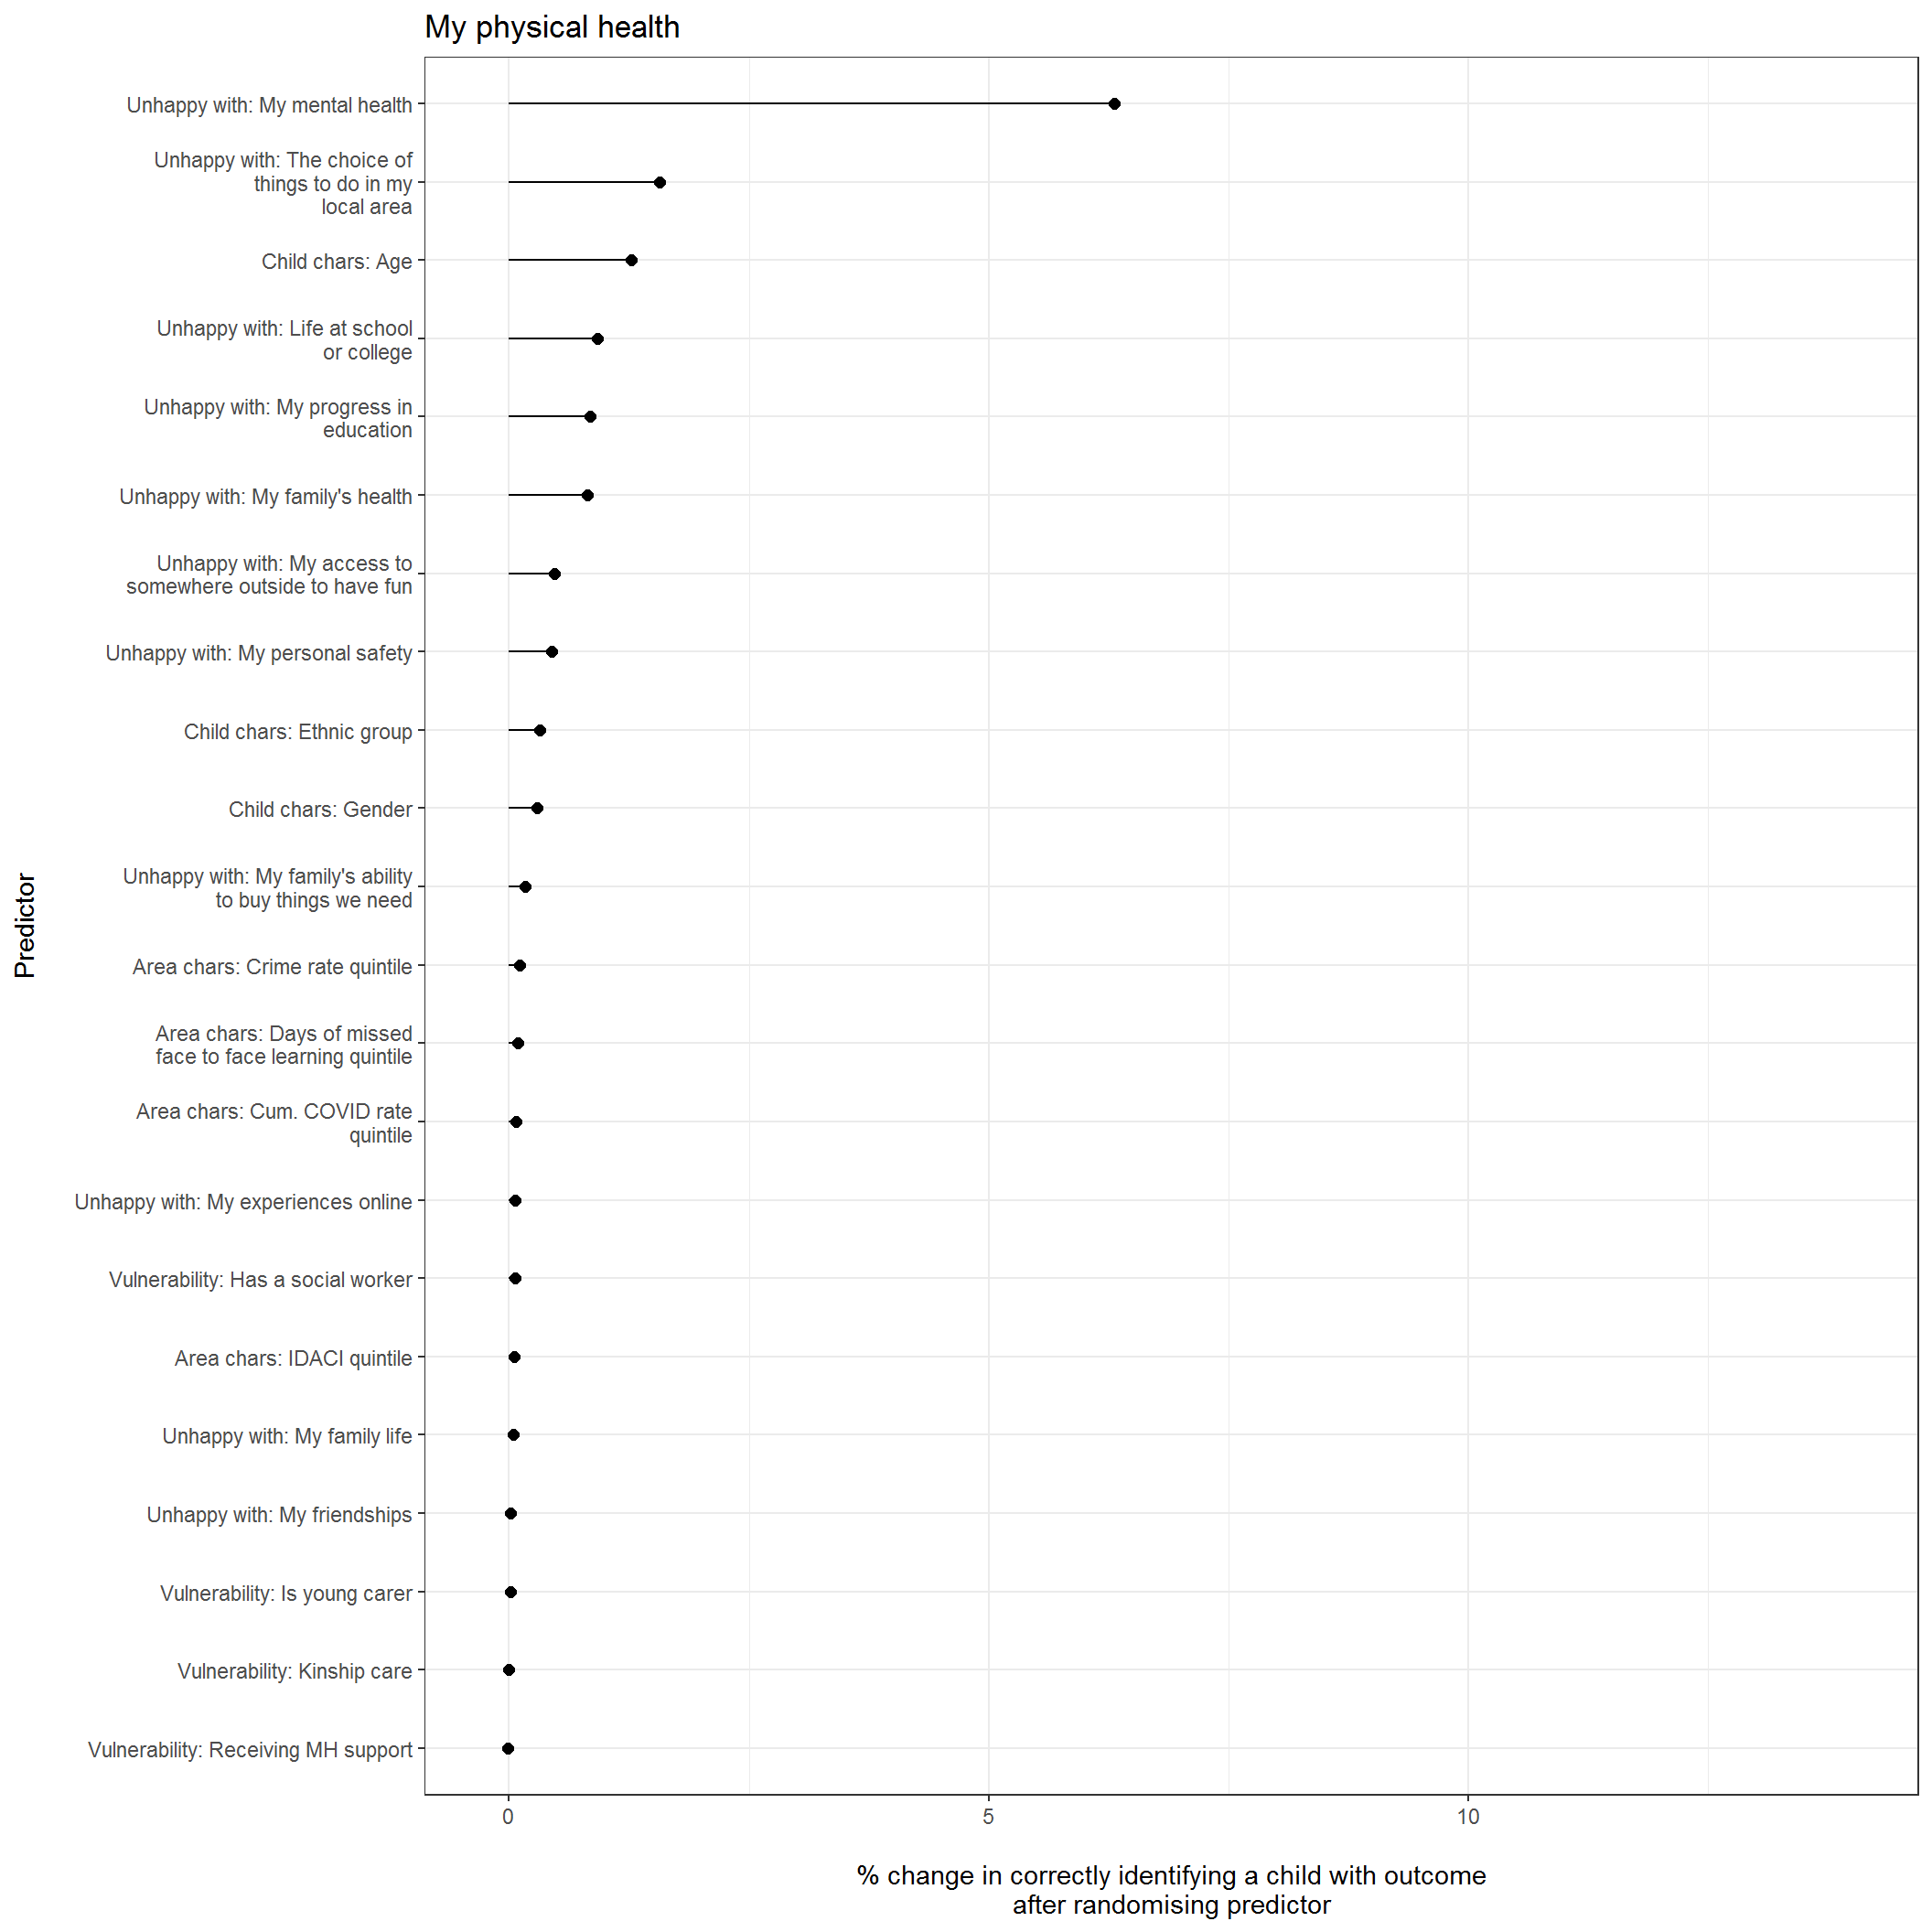 My physical health
Unhappy with: My mental health
Unhappy with: The choice of
things to do in my
local area
Child chars: Age
Unhappy with: Life at school
or college
Unhappy with: My progress in
education
Unhappy with: My family's health
Unhappy with: My access to
somewhere outside to have fun
Unhappy with: My personal safety
Child chars: Ethnic group
Child chars: Gender
Unhappy with: My family's ability
to buy things we need
Area chars: Crime rate quintile
Area chars: Days of missed
face to face learning quintile
Area chars: Cum. COVID rate
quintile
Unhappy with: My experiences online
Vulnerability: Has a social worker
Area chars: IDACI quintile
Unhappy with: My family life
Unhappy with: My friendships
Vulnerability: Is young carer
Vulnerability: Kinship care
Vulnerability: Receiving MH support
Predictor
0 5 10
% change in correctly identifying a child with outcome
after randomising predictor